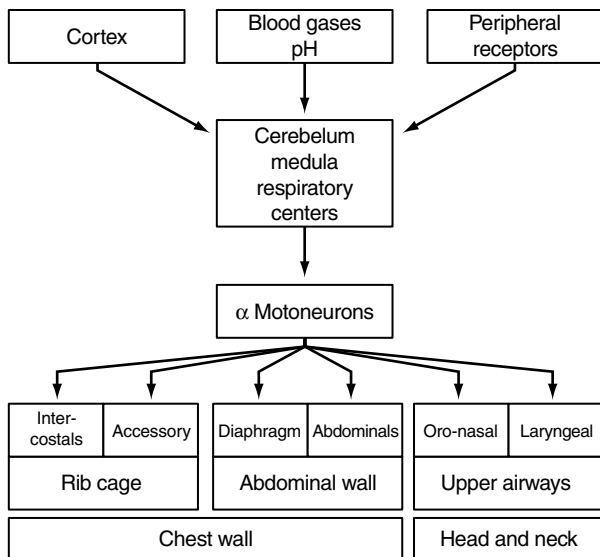 Cortex
Blood gases
pH
Peripheral
receptors
Cerebelum
medula
respiratory
centers
α Motoneurons
Inter-
costals
Accessory
Diaphragm
Abdominals
Oro-nasal
Laryngeal
Rib cage
Abdominal wall
Upper airways
Chest wall
Head and neck